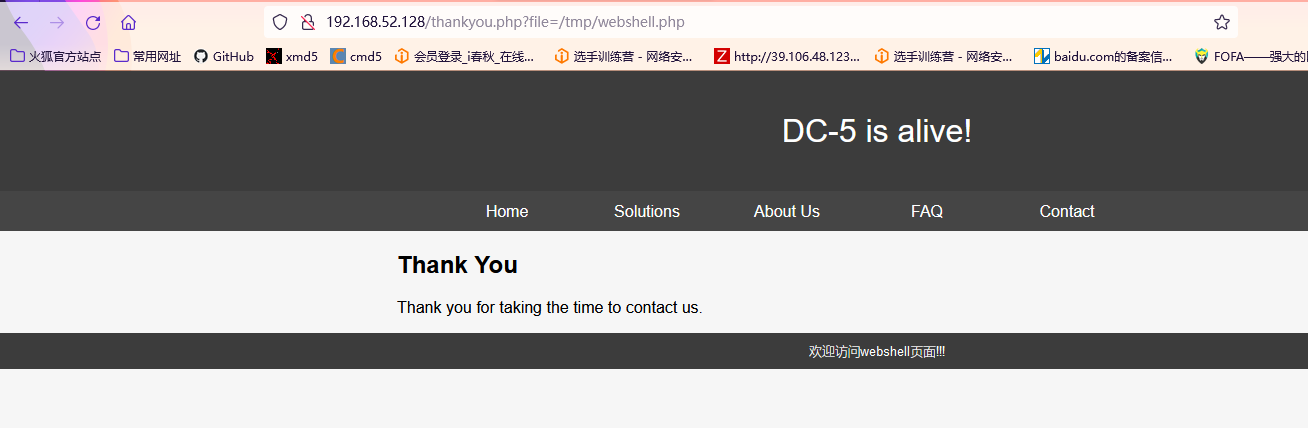 192.168.52.128/thankyou.php?file=/tmp/webshell.php
火狐官方站点 常用网址 GitHub xmd5 cmd5 会员登录_i春秋_在线... 选手训练营 - 网络安... http://39.106.48.123... 选手训练营 - 网络安... baidu.com的备案信... FOFA——强大的
DC-5 is alive!
Home Solutions About Us FAQ Contact
Thank You
Thank you for taking the time to contact us.
欢迎访问webshell页面!!!